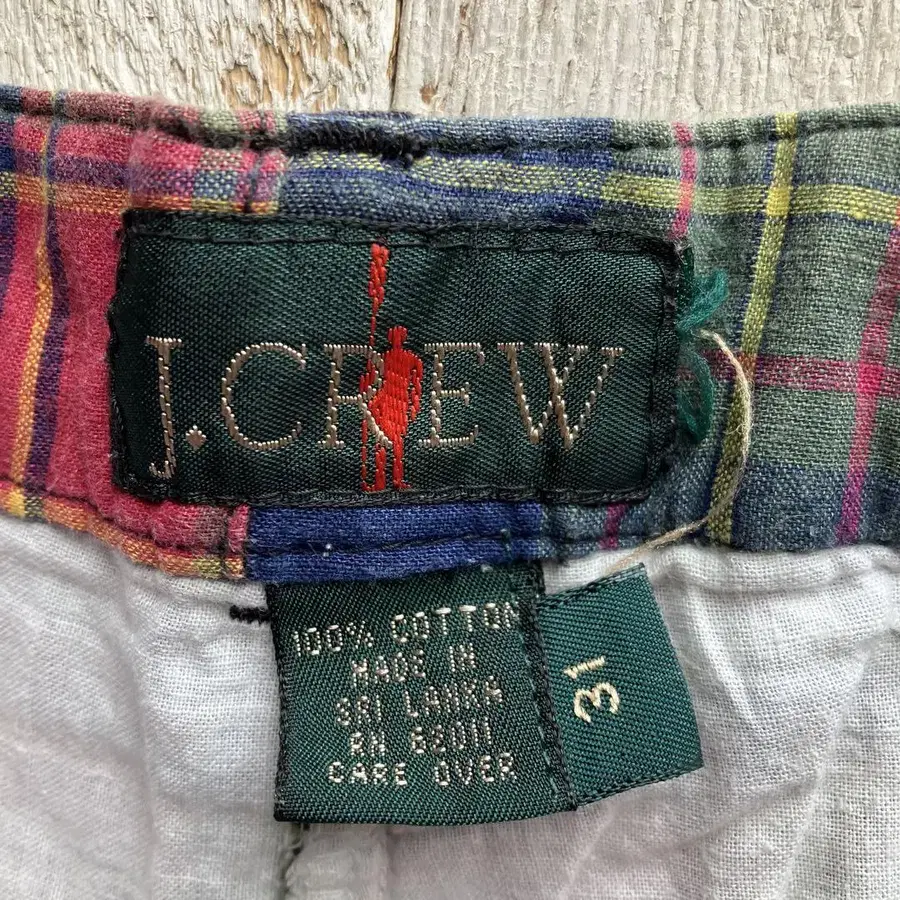 J.CREW
100% COTTON
MADE IN
SRI LANKA
RN 62011
CARE OVER
31